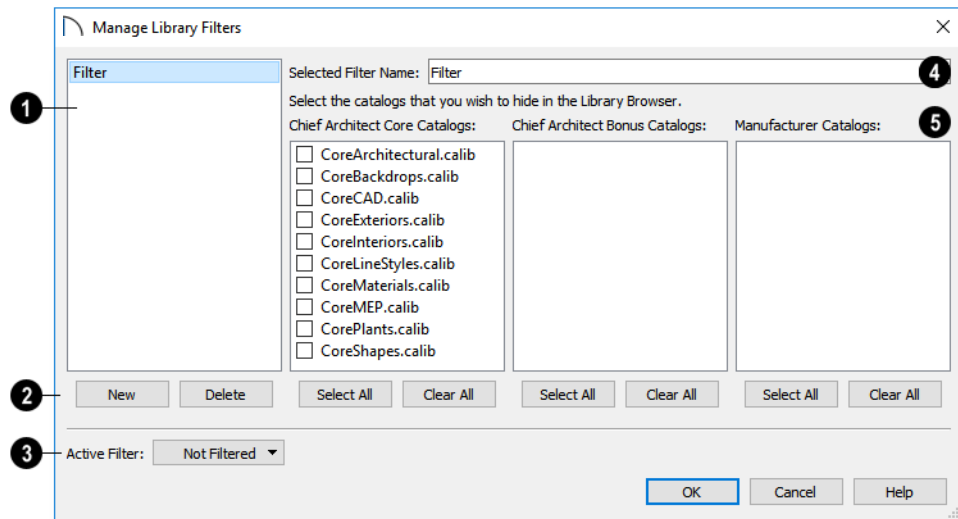 Manage Library Filters
1
Filter
Selected Filter Name: Filter
4
Select the catalogs that you wish to hide in the Library Browser.
Chief Architect Core Catalogs:
Chief Architect Bonus Catalogs:
Manufacturer Catalogs:
5
CoreArchitectural.calib
CoreBackdrops.calib
CoreCAD.calib
CoreExteriors.calib
CoreInteriors.calib
CoreLineStyles.calib
CoreMaterials.calib
CoreMEP.calib
CorePlants.calib
CoreShapes.calib
2
New
Delete
Select All
Clear All
Select All
Clear All
Select All
Clear All
3
Active Filter: Not Filtered
OK
Cancel
Help